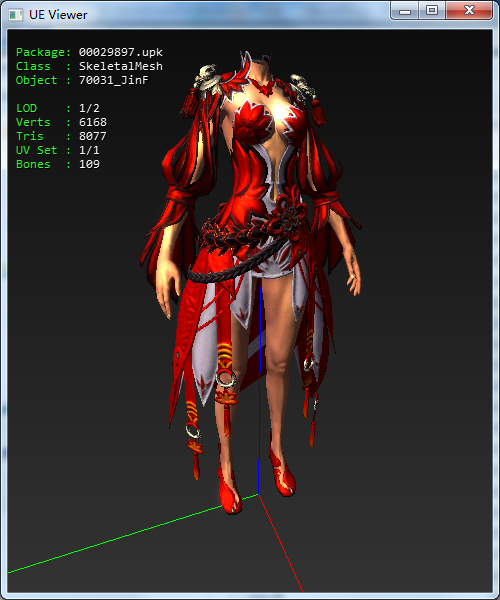 UE Viewer
Package: 00029897.upk
Class : SkeletalMesh
Object : 70031_JinF
LOD : 1/2
Verts : 6168
Tris : 8077
UV Set : 1/1
Bones : 109